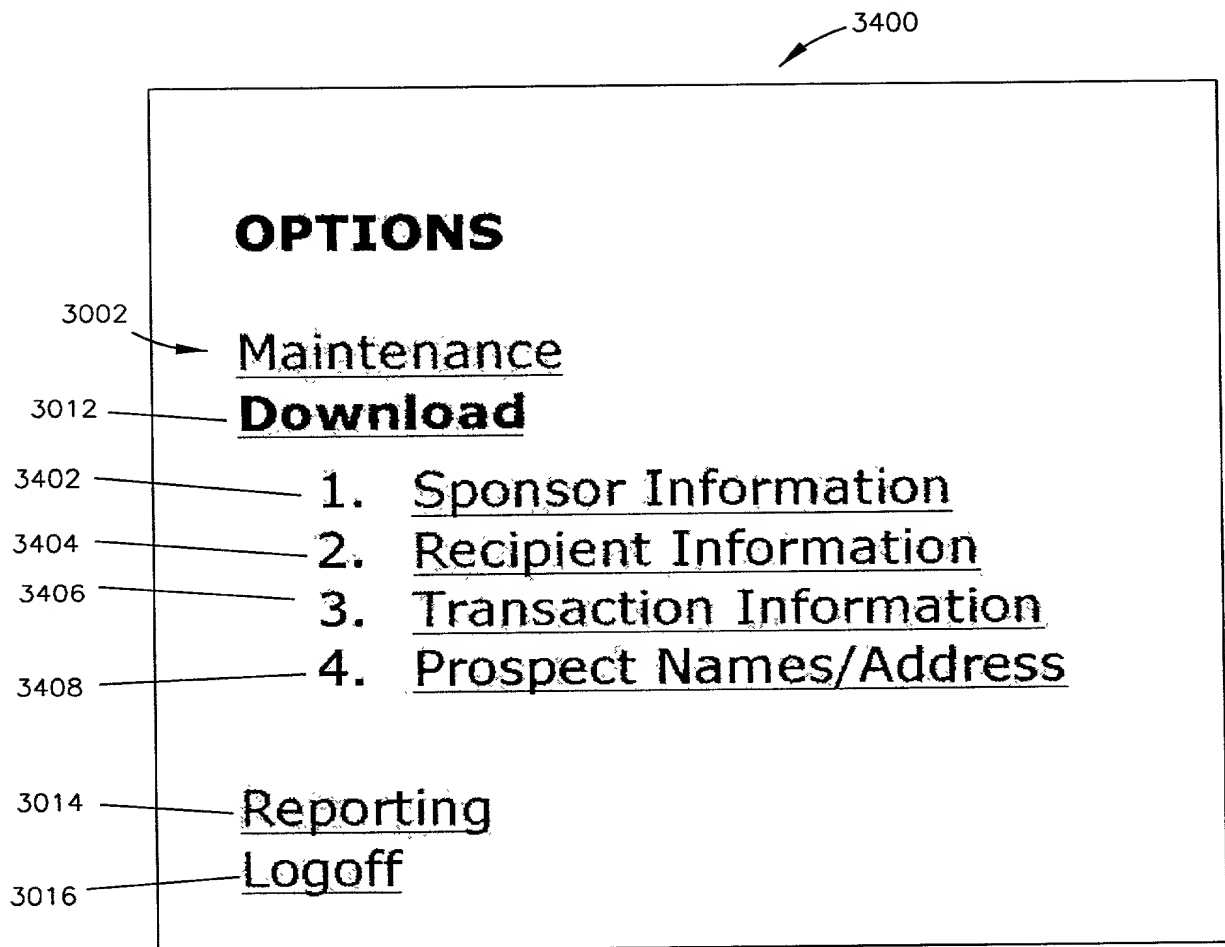 3400
OPTIONS
3002 Maintenance
3012 Download
3402 1. Sponsor Information
3404 2. Recipient Information
3406 3. Transaction Information
3408 4. Prospect Names/Address
3014 Reporting
3016 Logoff